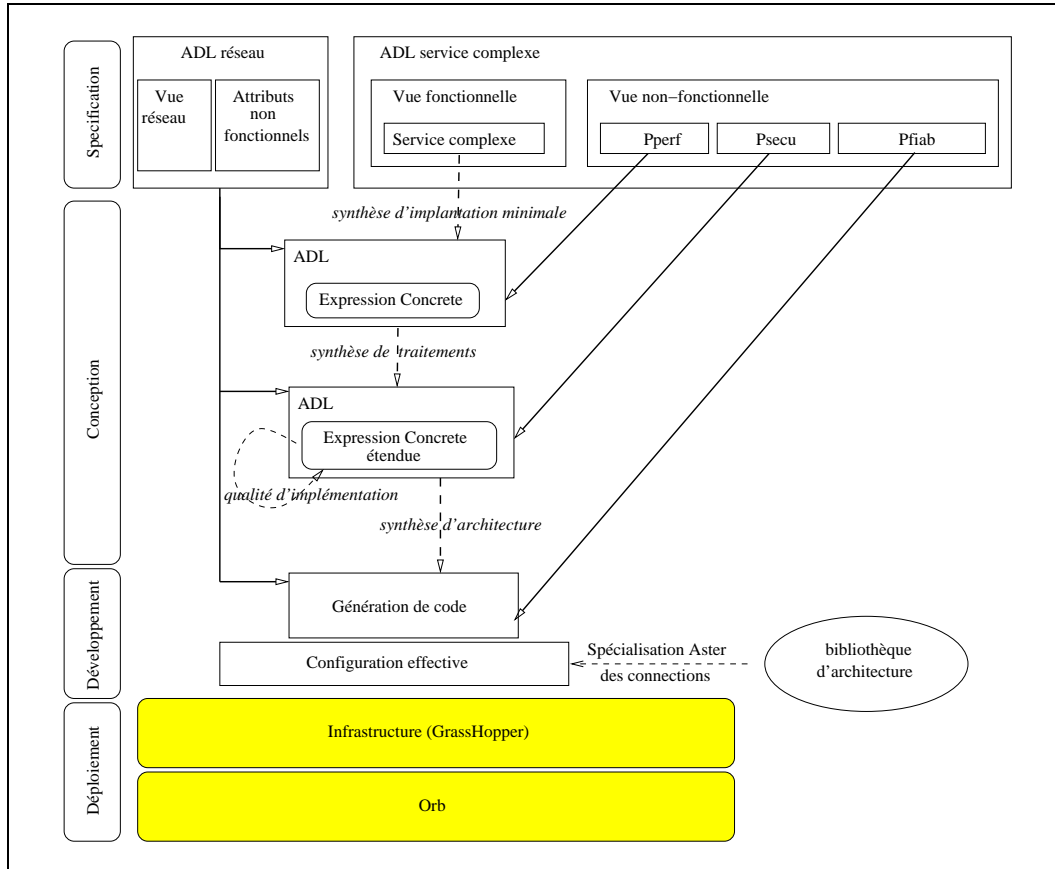 Specification
ADL réseau
Vue
réseau
Attributs
non
fonctionnels
ADL service complexe
Vue fonctionnelle
Service complexe
Vue non−fonctionnelle
Pperf
Psecu
Pfiab
Conception
synthèse d'implantation minimale
ADL
Expression Concrete
synthèse de traitements
ADL
Expression Concrete
étendue
qualité d'implémentation
synthèse d'architecture
Développement
Génération de code
Configuration effective
Spécialisation Aster
des connections
bibliothèque
d'architecture
Déploiement
Infrastructure (GrassHopper)
Orb